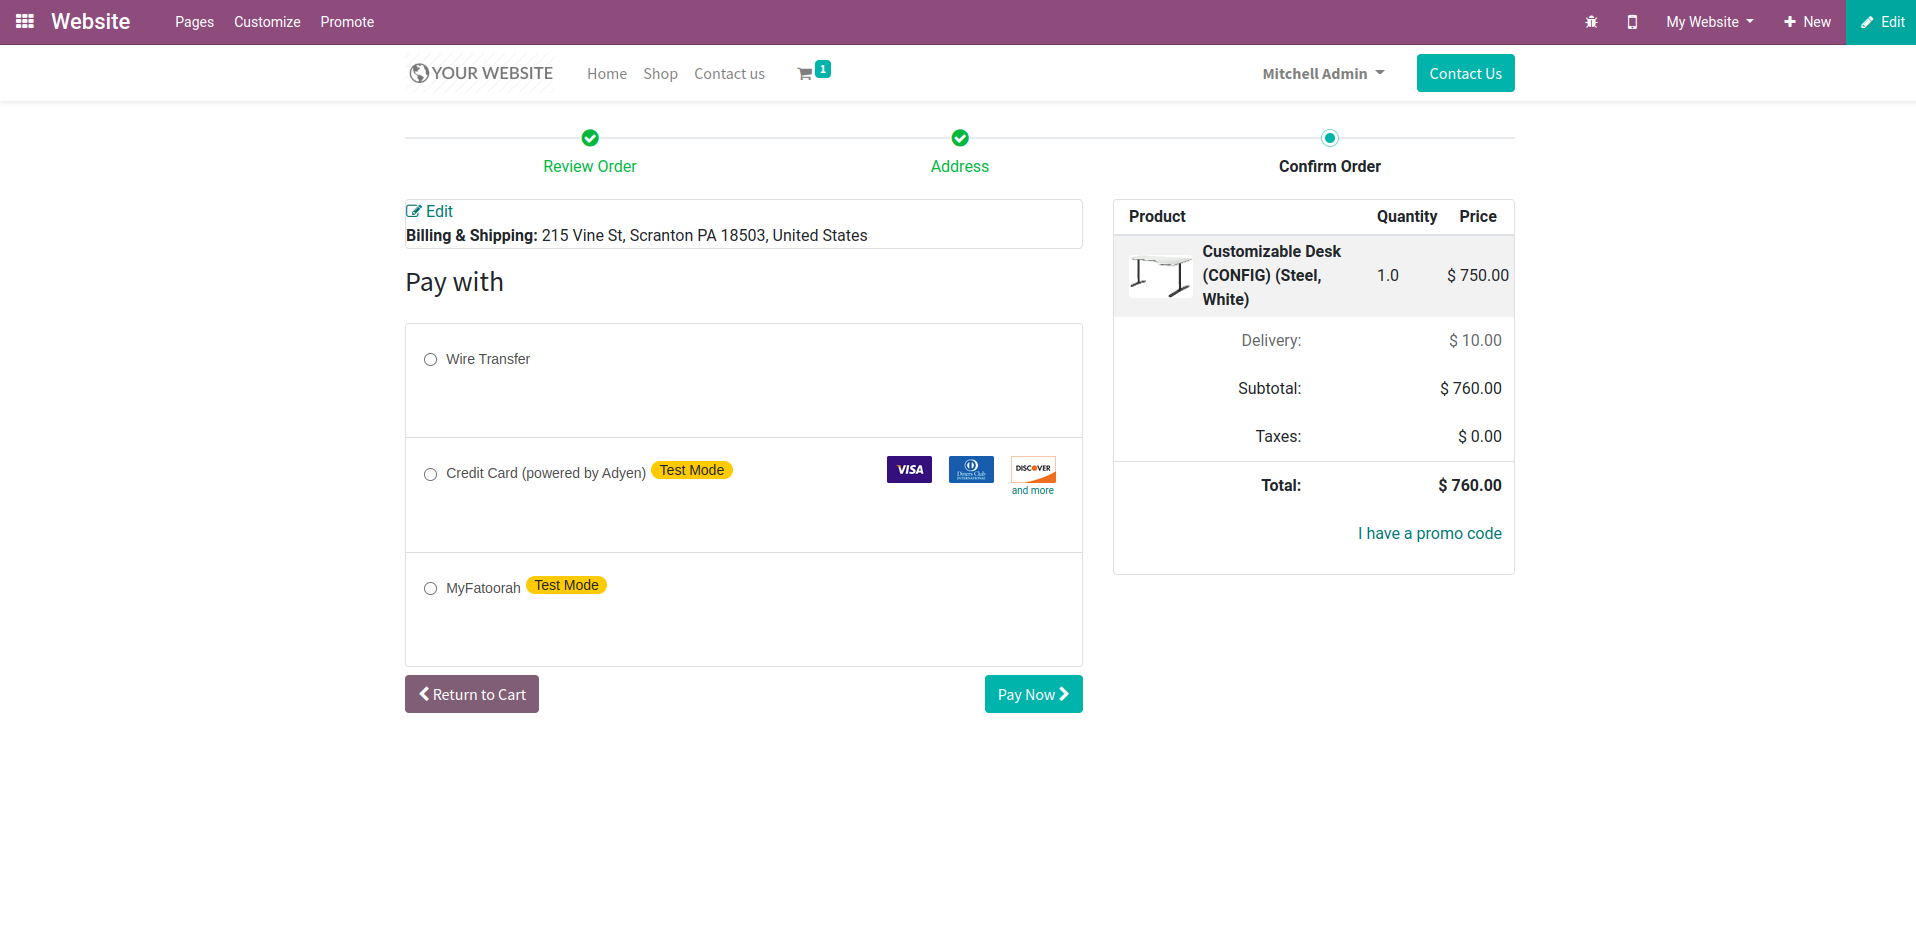 Website Pages Customize Promote My Website New Edit
YOUR WEBSITE Home Shop Contact us 1 Mitchell Admin Contact Us
Review Order Address Confirm Order
Edit
Billing & Shipping: 215 Vine St, Scranton PA 18503, United States
Pay with
Wire Transfer
Credit Card (powered by Adyen) Test Mode VISA Diners Club INTERNATIONAL DISCOVER
and more
MyFatoorah Test Mode
Return to Cart Pay Now
Product Quantity Price
Customizable Desk
(CONFIG) (Steel, 1.0 $ 750.00
White)
Delivery: $ 10.00
Subtotal: $ 760.00
Taxes: $ 0.00
Total: $ 760.00
I have a promo code